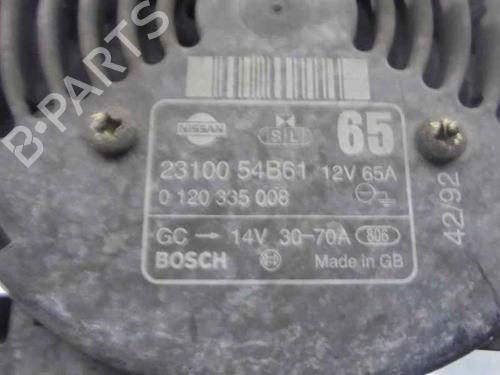 B-PARTS
NISSAN
SL
65
23100 54B61 12V 65A
0 120 335 008
GC → 14V 30-70A 806
BOSCH
Made in GB
42/92